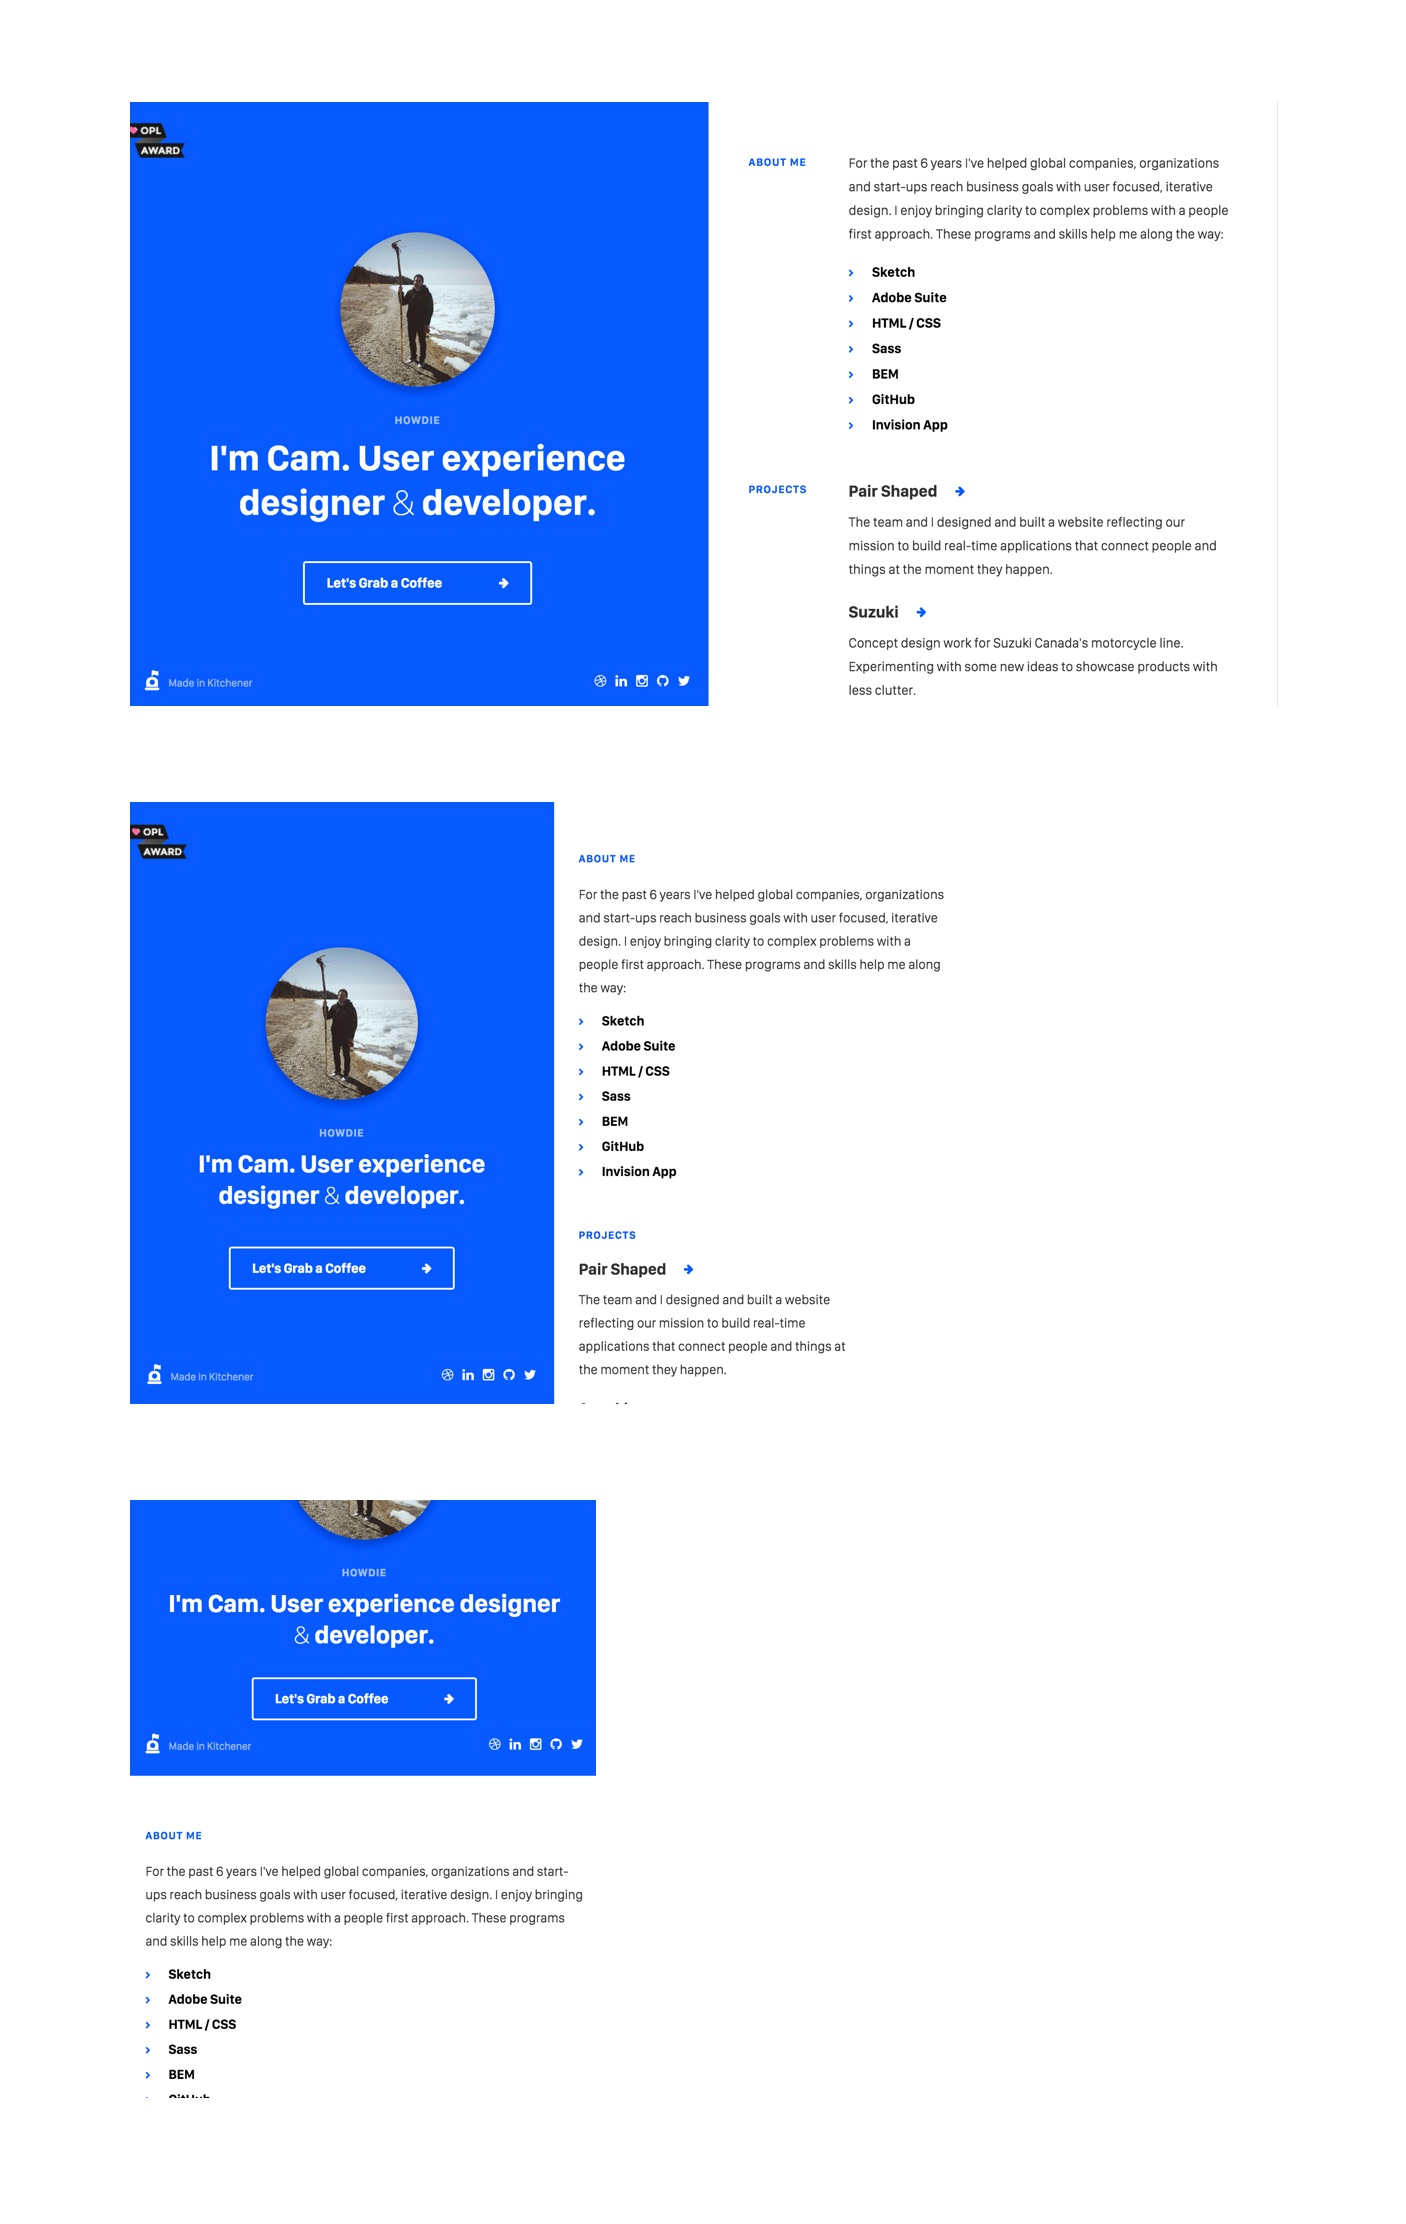 OPL
AWARD
HOWDIE
I'm Cam. User experience
designer & developer.
Let's Grab a Coffee
Made in Kitchener
ABOUT ME
For the past 6 years I've helped global companies, organizations
and start-ups reach business goals with user focused, iterative
design. I enjoy bringing clarity to complex problems with a people
first approach. These programs and skills help me along the way:
Sketch
Adobe Suite
HTML / CSS
Sass
BEM
GitHub
Invision App
PROJECTS
Pair Shaped
The team and I designed and built a website reflecting our
mission to build real-time applications that connect people and
things at the moment they happen.
Suzuki
Concept design work for Suzuki Canada's motorcycle line.
Experimenting with some new ideas to showcase products with
less clutter.
OPL
AWARD
HOWDIE
I'm Cam. User experience
designer & developer.
Let's Grab a Coffee
Made in Kitchener
ABOUT ME
For the past 6 years I've helped global companies, organizations
and start-ups reach business goals with user focused, iterative
design. I enjoy bringing clarity to complex problems with a
people first approach. These programs and skills help me along
the way:
Sketch
Adobe Suite
HTML / CSS
Sass
BEM
GitHub
Invision App
PROJECTS
Pair Shaped
The team and I designed and built a website
reflecting our mission to build real-time
applications that connect people and things at
the moment they happen.
HOWDIE
I'm Cam. User experience designer
& developer.
Let's Grab a Coffee
Made in Kitchener
ABOUT ME
For the past 6 years I've helped global companies, organizations and start-
ups reach business goals with user focused, iterative design. I enjoy bringing
clarity to complex problems with a people first approach. These programs
and skills help me along the way:
Sketch
Adobe Suite
HTML / CSS
Sass
BEM